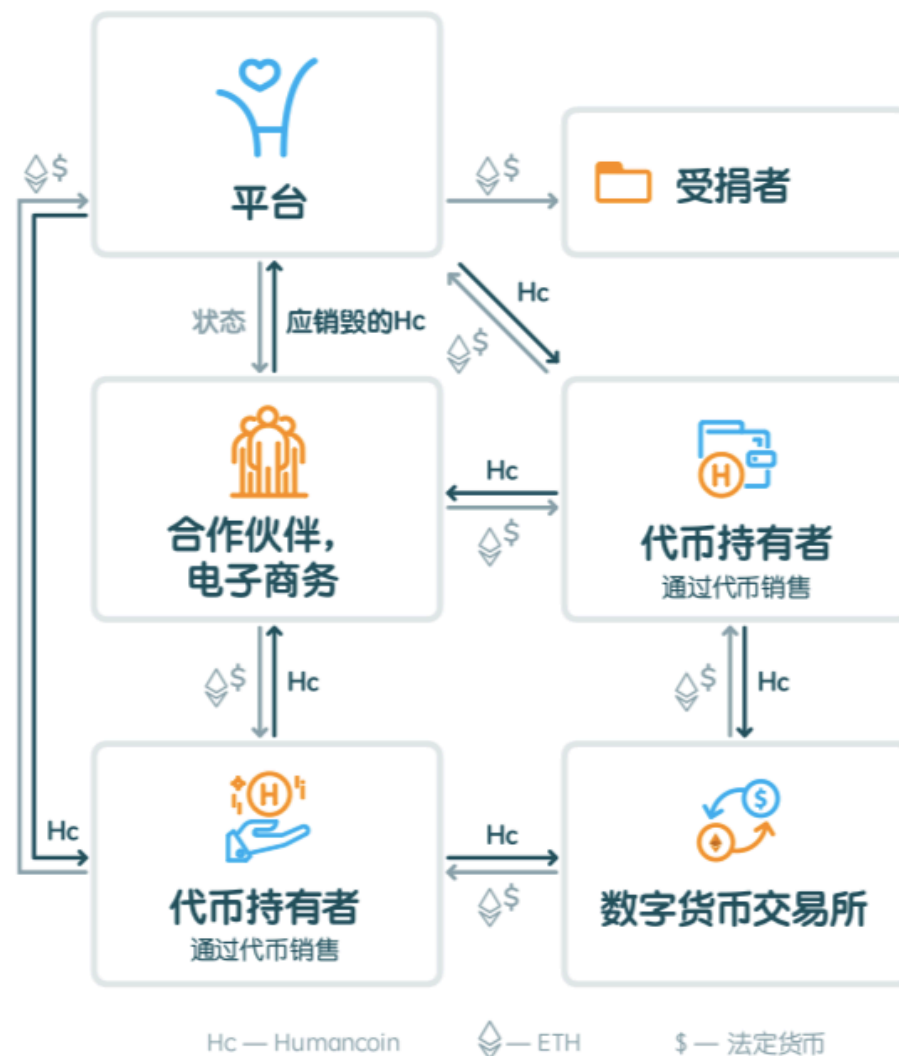 $
平台
$
受捐者
状态
应销毁的Hc
Hc
$
合作伙伴，
电子商务
Hc
$
H
代币持有者
通过代币销售
$
Hc
$
Hc
H
代币持有者
通过代币销售
Hc
Hc
$
$
数字货币交易所
Hc — Humancoin
— ETH
$ — 法定货币